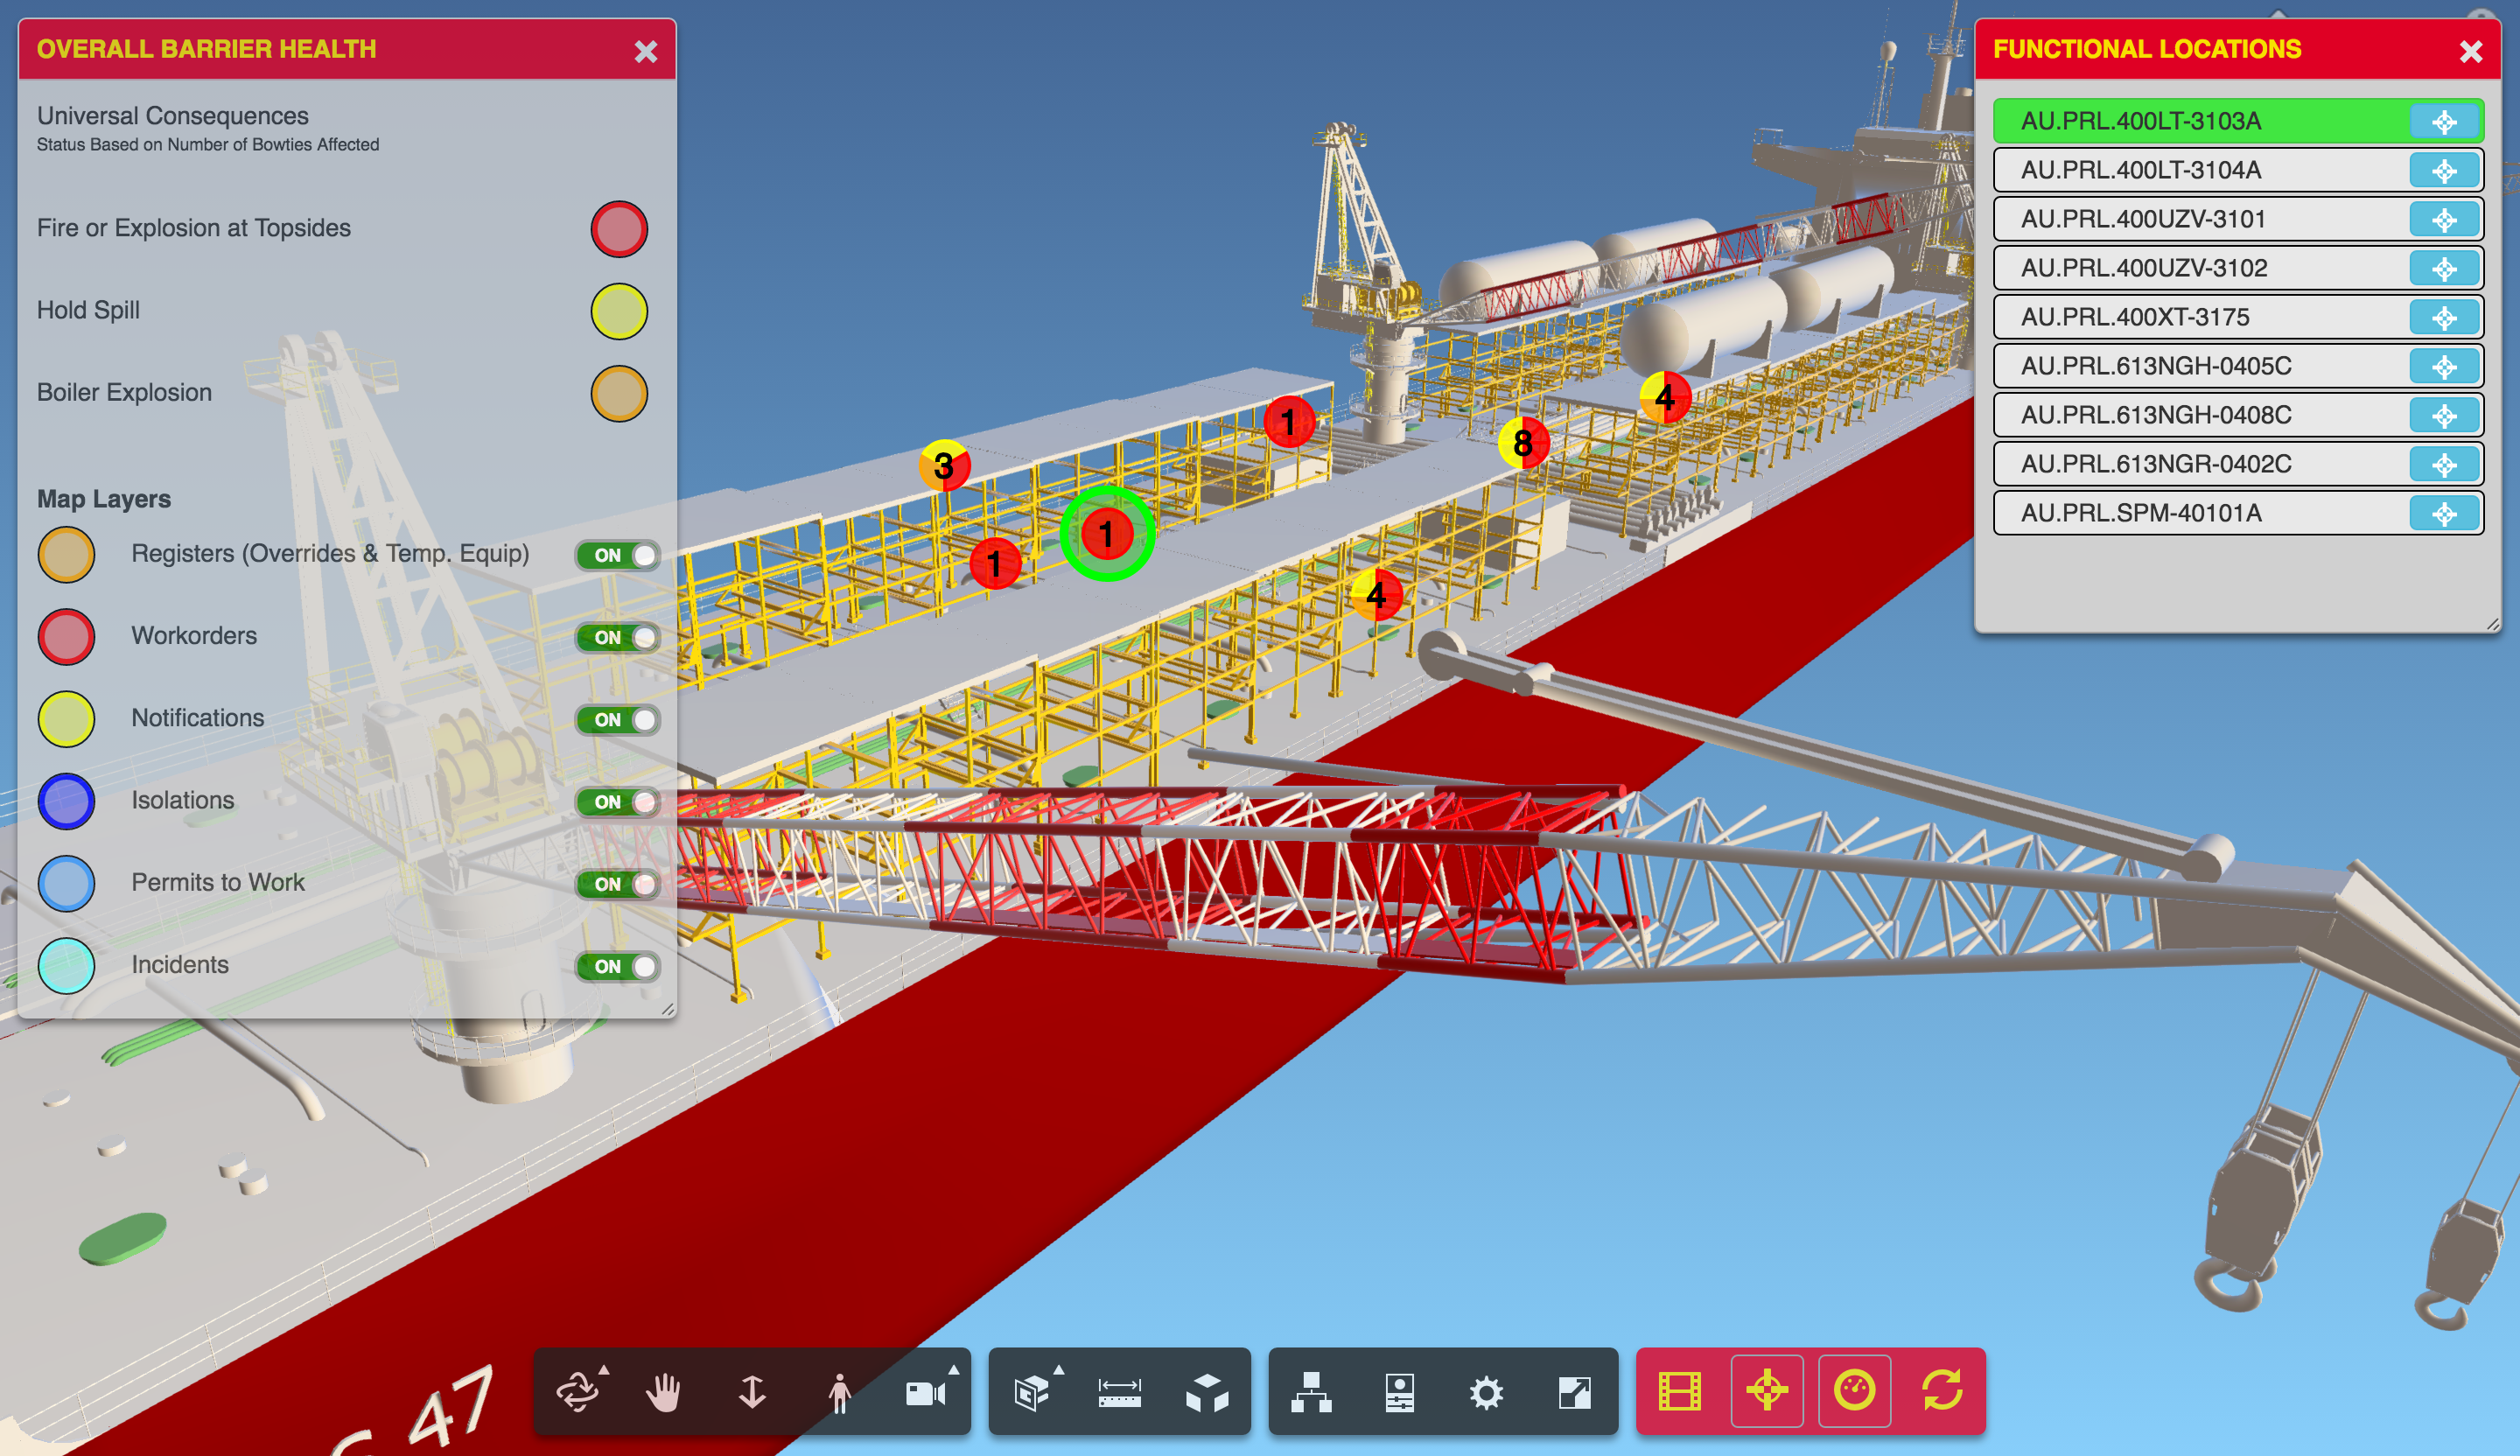 OVERALL BARRIER HEALTH
Universal Consequences
Status Based on Number of Bowties Affected
Fire or Explosion at Topsides
Hold Spill
Boiler Explosion
Map Layers
Registers (Overrides & Temp. Equip)
ON
Workorders
ON
Notifications
ON
Isolations
ON
Permits to Work
ON
Incidents
ON
1
4
8
3
1
1
4
47
FUNCTIONAL LOCATIONS
AU.PRL.400LT-3103A
AU.PRL.400LT-3104A
AU.PRL.400UZV-3101
AU.PRL.400UZV-3102
AU.PRL.400XT-3175
AU.PRL.613NGH-0405C
AU.PRL.613NGH-0408C
AU.PRL.613NGR-0402C
AU.PRL.SPM-40101A